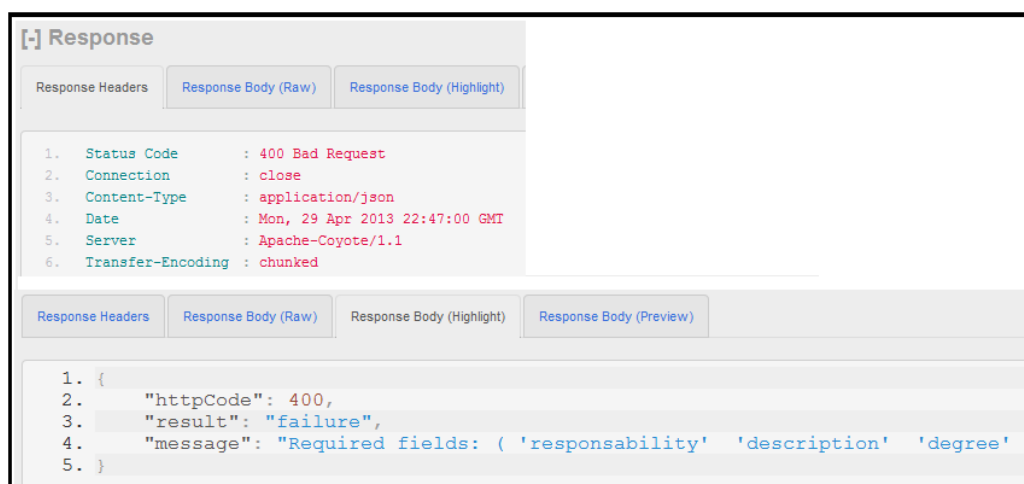 [-] Response
Response Headers Response Body (Raw) Response Body (Highlight)
1. Status Code : 400 Bad Request
2. Connection : close
3. Content-Type : application/json
4. Date : Mon, 29 Apr 2013 22:47:00 GMT
5. Server : Apache-Coyote/1.1
6. Transfer-Encoding : chunked
Response Headers Response Body (Raw) Response Body (Highlight) Response Body (Preview)
1. {
2. "httpCode": 400,
3. "result": "failure",
4. "message": "Required fields: ( 'responsability' 'description' 'degree'
5. }